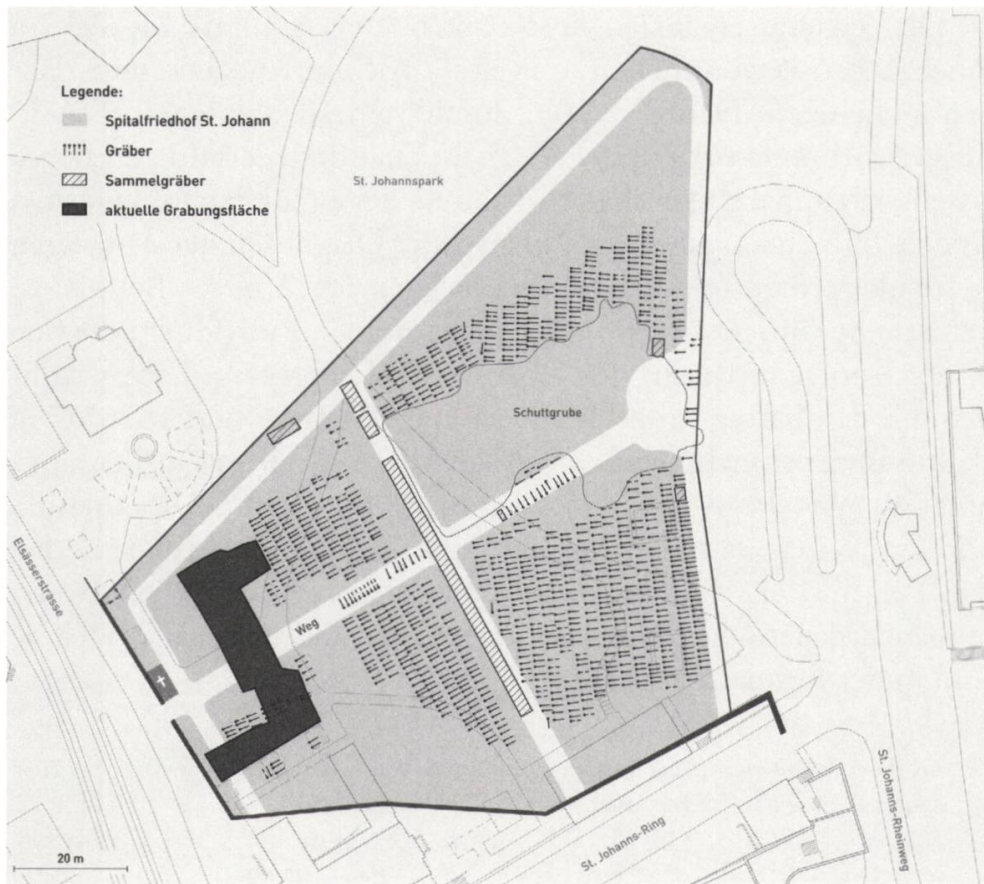 Legende:
Spitalfriedhof St. Johann
Gräber
Sammelgräber
aktuelle Grabungsfläche
St. Johannspark
Schuttgrube
Elsässerstrasse
Weg
St. Johanns-Ring
St. Johanns-Rheinweg
20 m